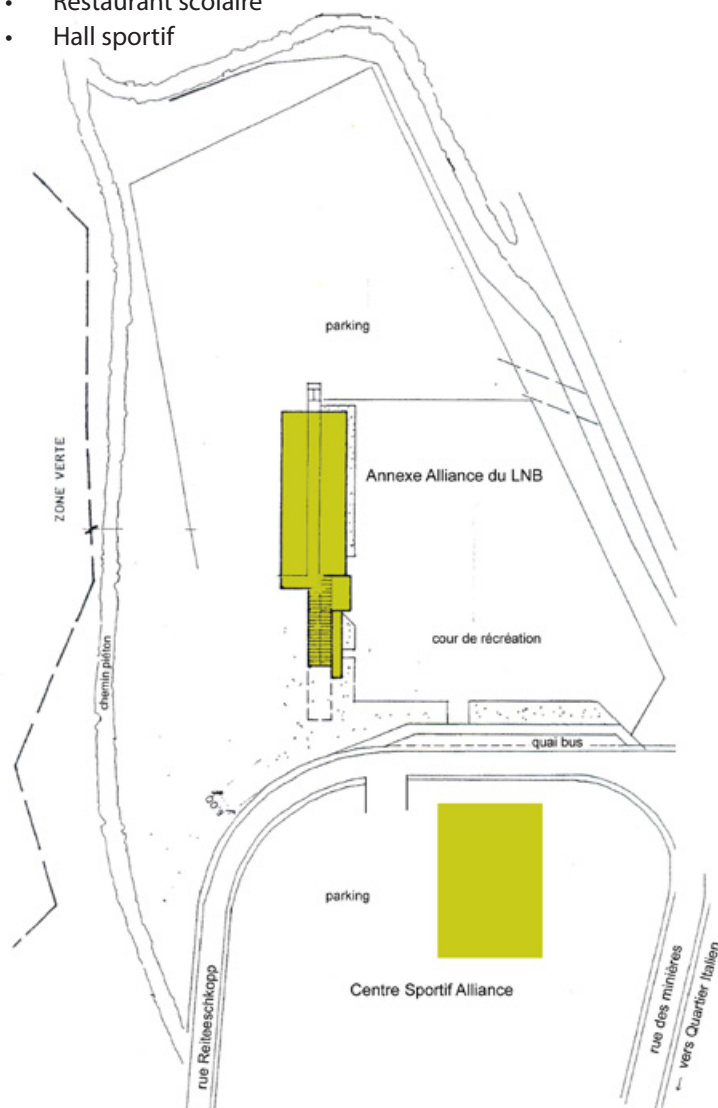 • Restaurant scolaire
• Hall sportif
parking
ZONE VERTE
Annexe Alliance du LNB
chemin piéton
cour de récréation
quai bus
parking
Centre Sportif Alliance
rue Reiteeschkopp
rue des minières
← vers Quartier Italien